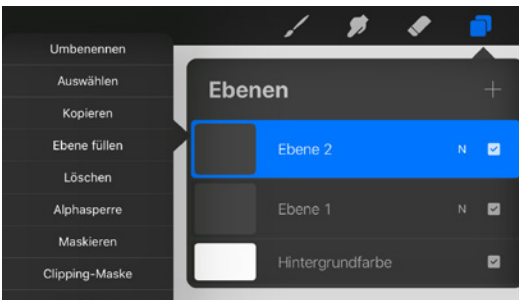 Umbenennen
Auswählen
Kopieren
Ebene füllen
Löschen
Alphasperre
Maskieren
Clipping-Maske
Ebenen
Ebene 2 N
Ebene 1 N
Hintergrundfarbe